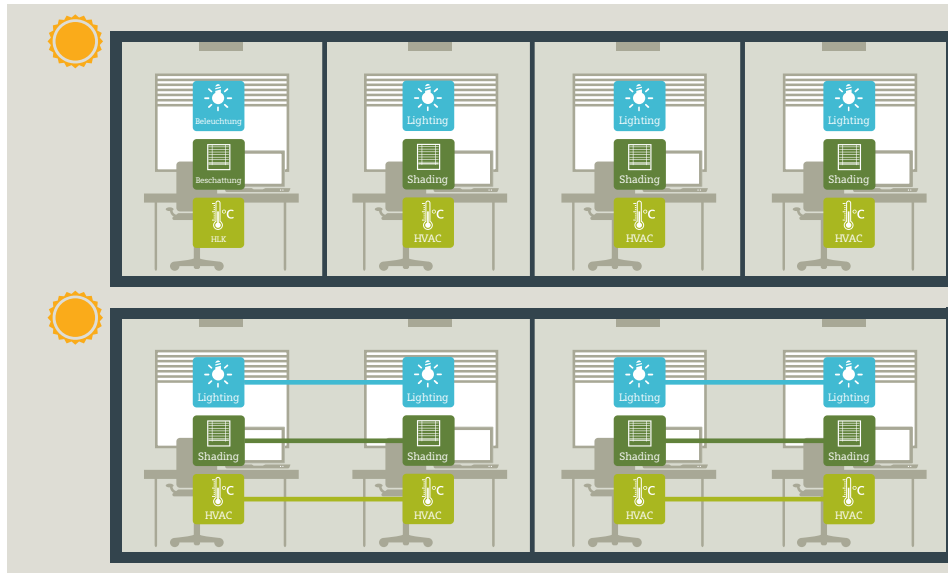 Beleuchtung Lighting Lighting Lighting
Beschattung Shading Shading Shading
°C °C °C °C
HLK HVAC HVAC HVAC
Lighting Lighting Lighting Lighting
Shading Shading Shading Shading
°C °C °C °C
HVAC HVAC HVAC HVAC